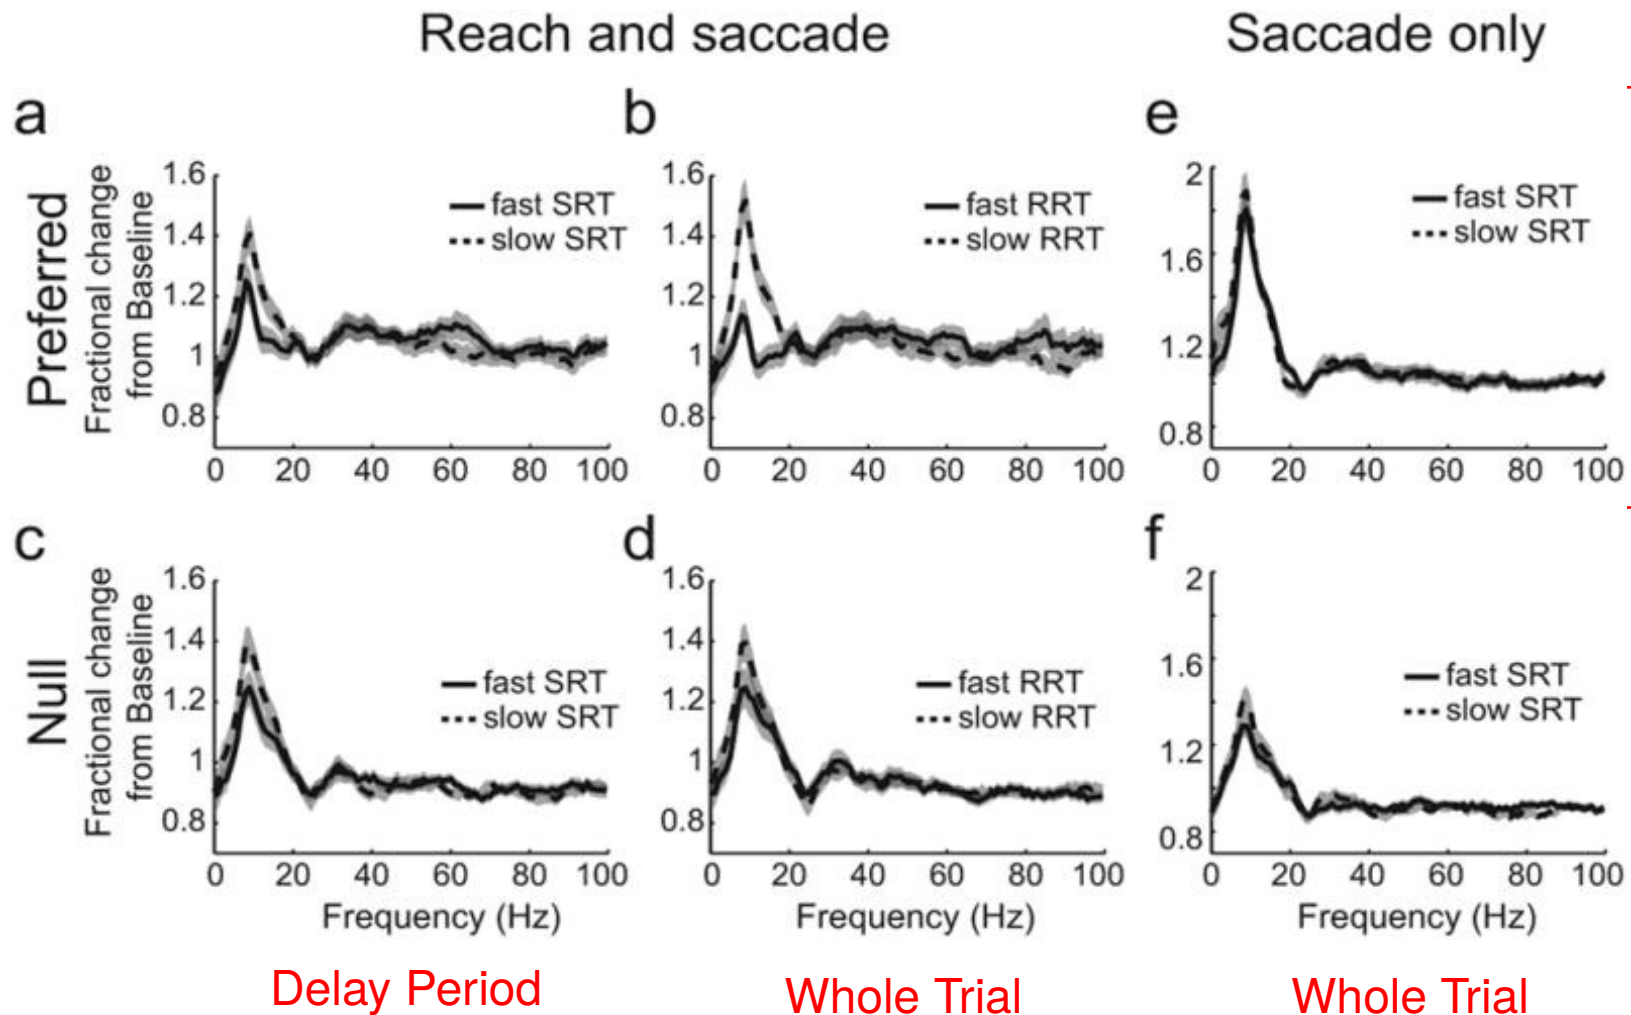 Reach and saccade
Saccade only
a
b
e
Preferred
Fractional change
from Baseline
1.6
1.4
1.2
1
0.8
0 20 40 60 80 100
fast SRT
slow SRT
1.6
1.4
1.2
1
0.8
0 20 40 60 80 100
fast RRT
slow RRT
2
1.6
1.2
0.8
0 20 40 60 80 100
fast SRT
slow SRT
c
d
f
Null
Fractional change
from Baseline
1.6
1.4
1.2
1
0.8
0 20 40 60 80 100
fast SRT
slow SRT
Frequency (Hz)
1.6
1.4
1.2
1
0.8
0 20 40 60 80 100
fast RRT
slow RRT
Frequency (Hz)
2
1.6
1.2
0.8
0 20 40 60 80 100
fast SRT
slow SRT
Frequency (Hz)
Delay Period
Whole Trial
Whole Trial